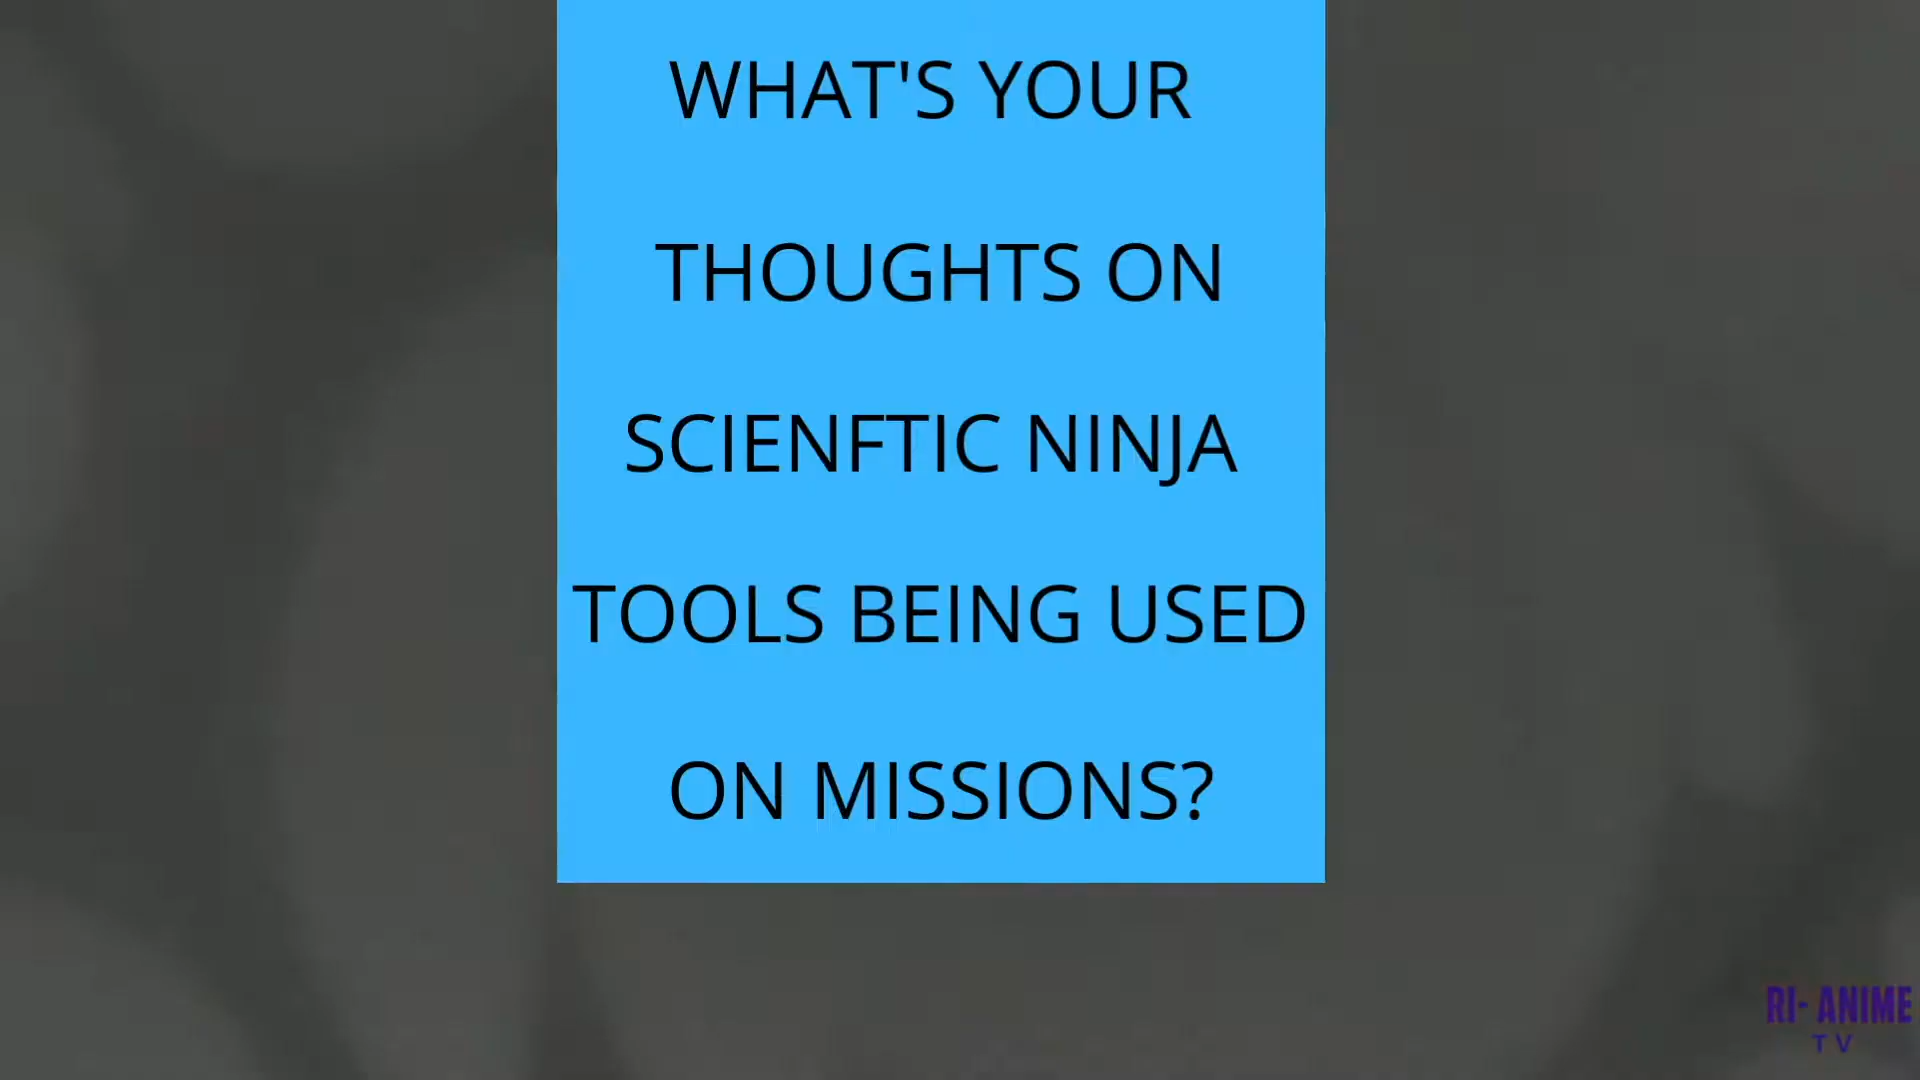 WHAT'S YOUR
THOUGHTS ON
SCIENFTIC NINJA
TOOLS BEING USED
ON MISSIONS?
RI- ANIME
TV